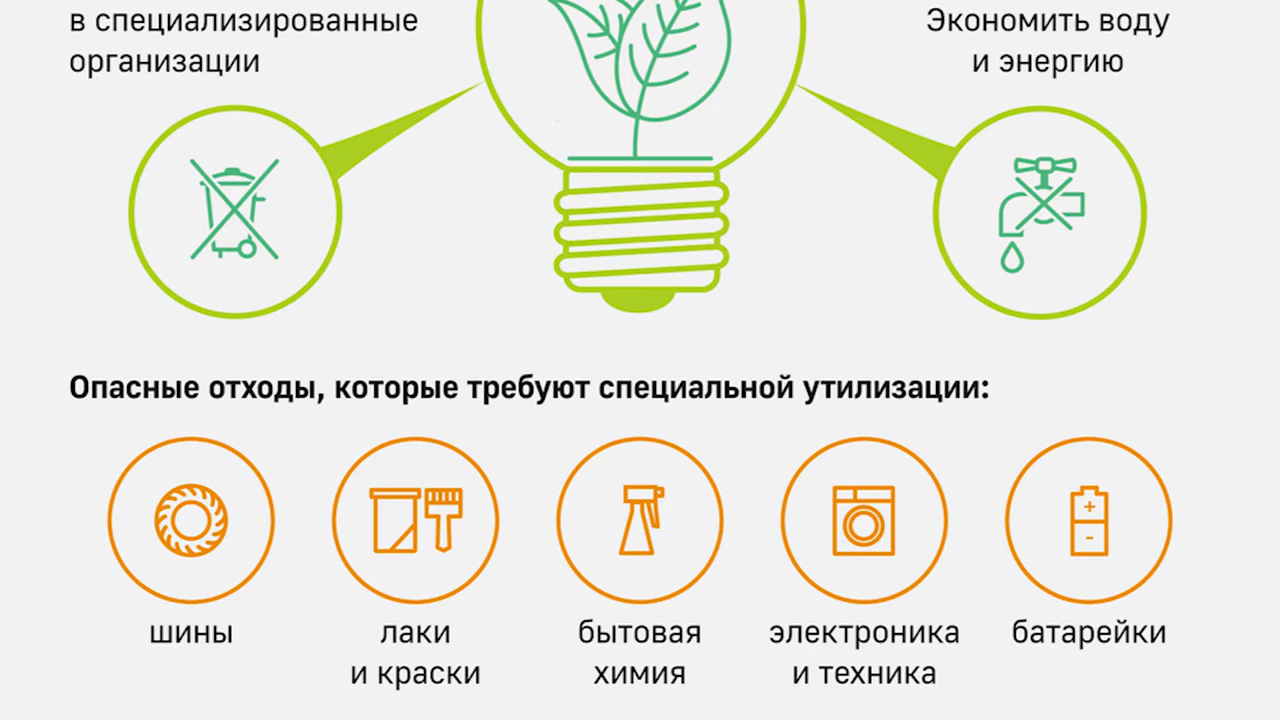 в специализированные
организации
Экономить воду
и энергию
Опасные отходы, которые требуют специальной утилизации:
шины
лаки
и краски
бытовая
химия
электроника
и техника
батарейки